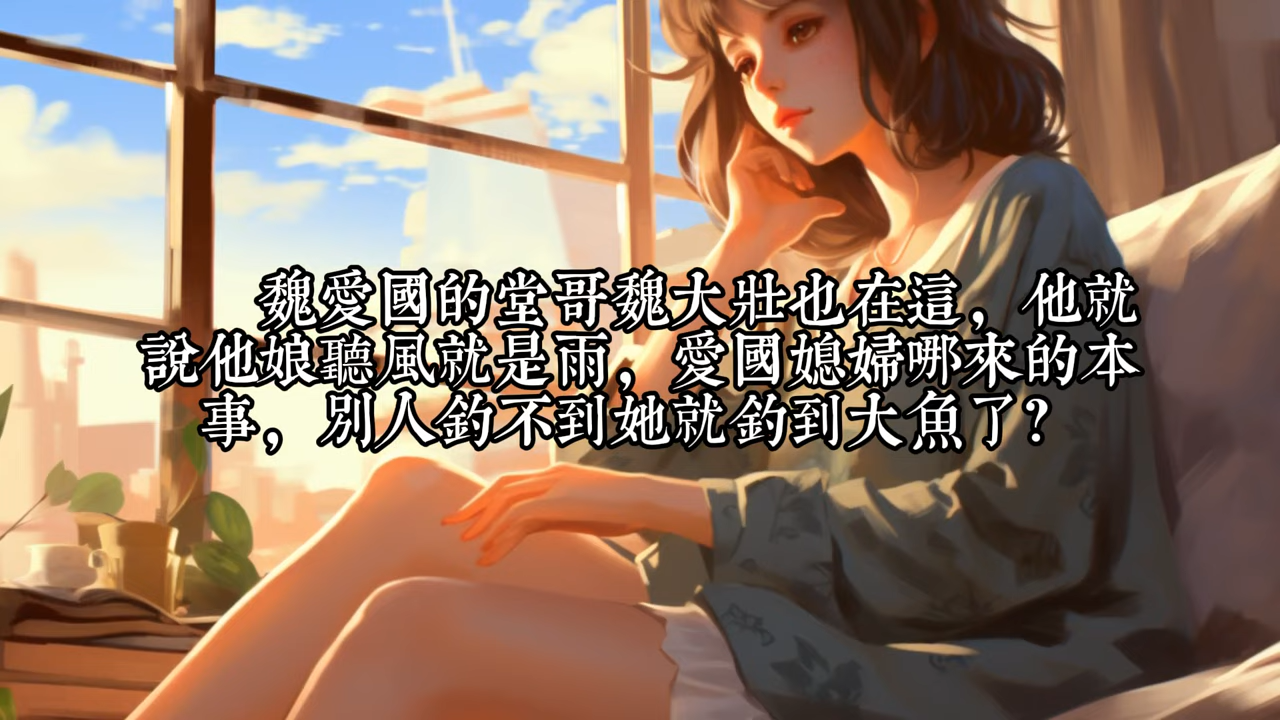 魏愛國的堂哥魏大壯也在這，他就
說他娘聽風就是雨，愛國媳婦哪來的本
事，別人釣不到她就釣到大魚了？